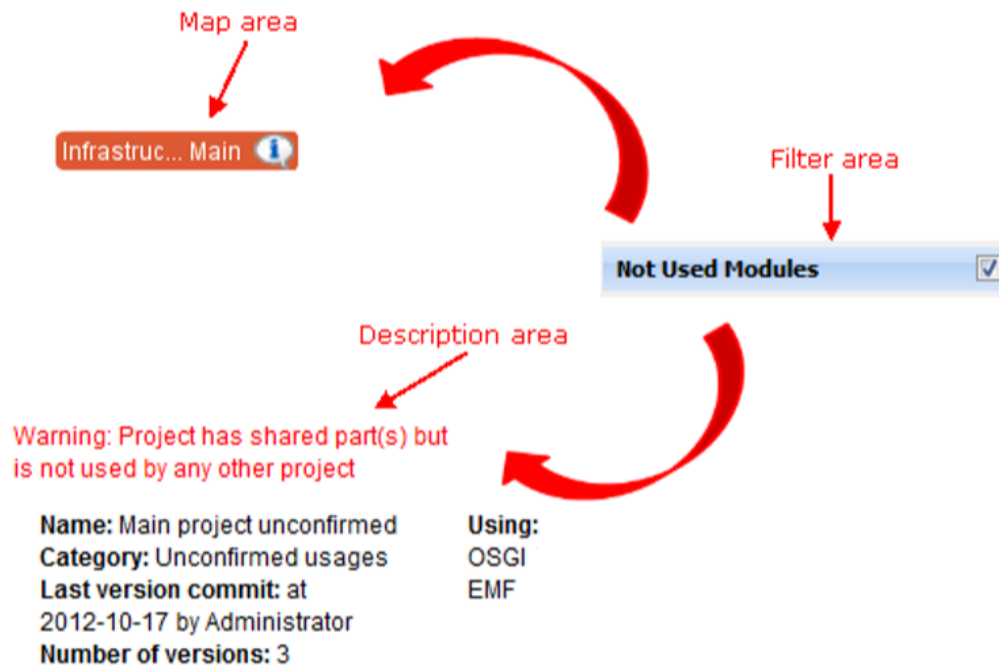 Map area
Infrastruc... Main
Filter area
Not Used Modules
Description area
Warning: Project has shared part(s) but
is not used by any other project
Name: Main project unconfirmed
Category: Unconfirmed usages
Last version commit: at
2012-10-17 by Administrator
Number of versions: 3
Using:
OSGI
EMF